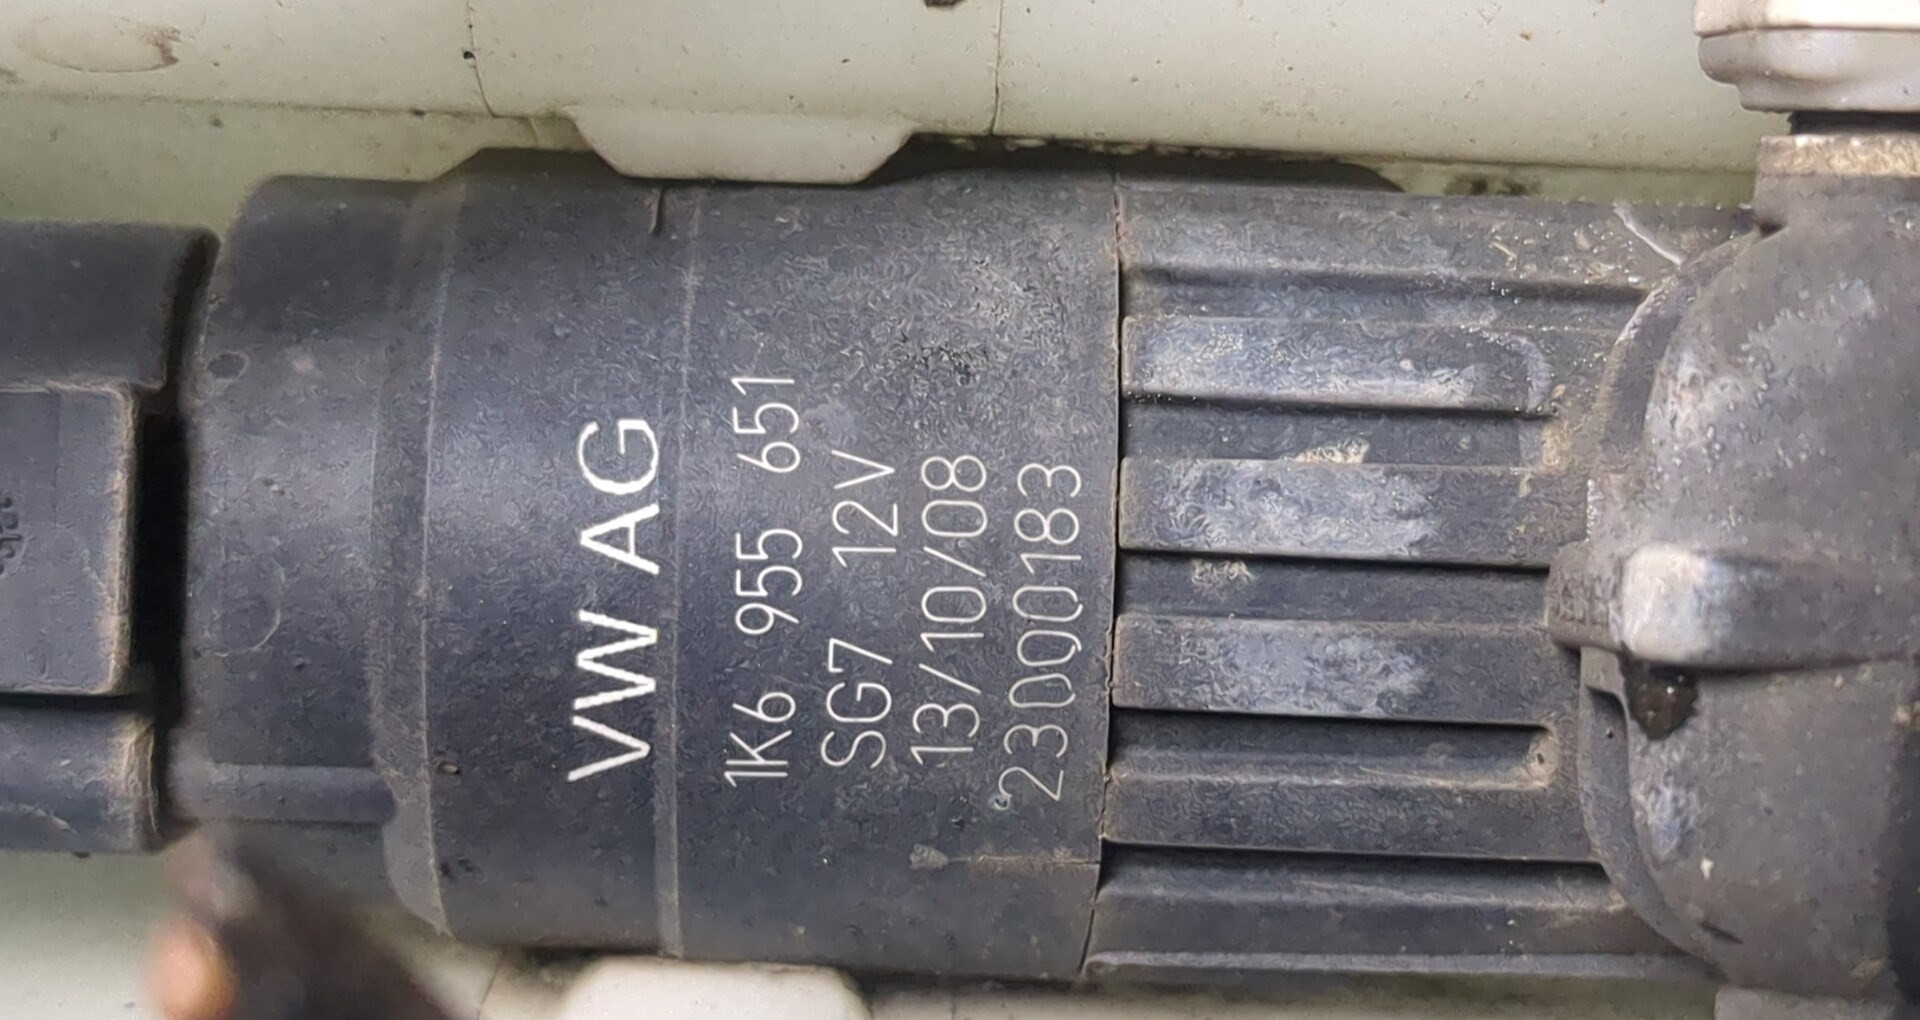 VW AG
1K6 955 651
SG7 12V
13/10/08
23000183